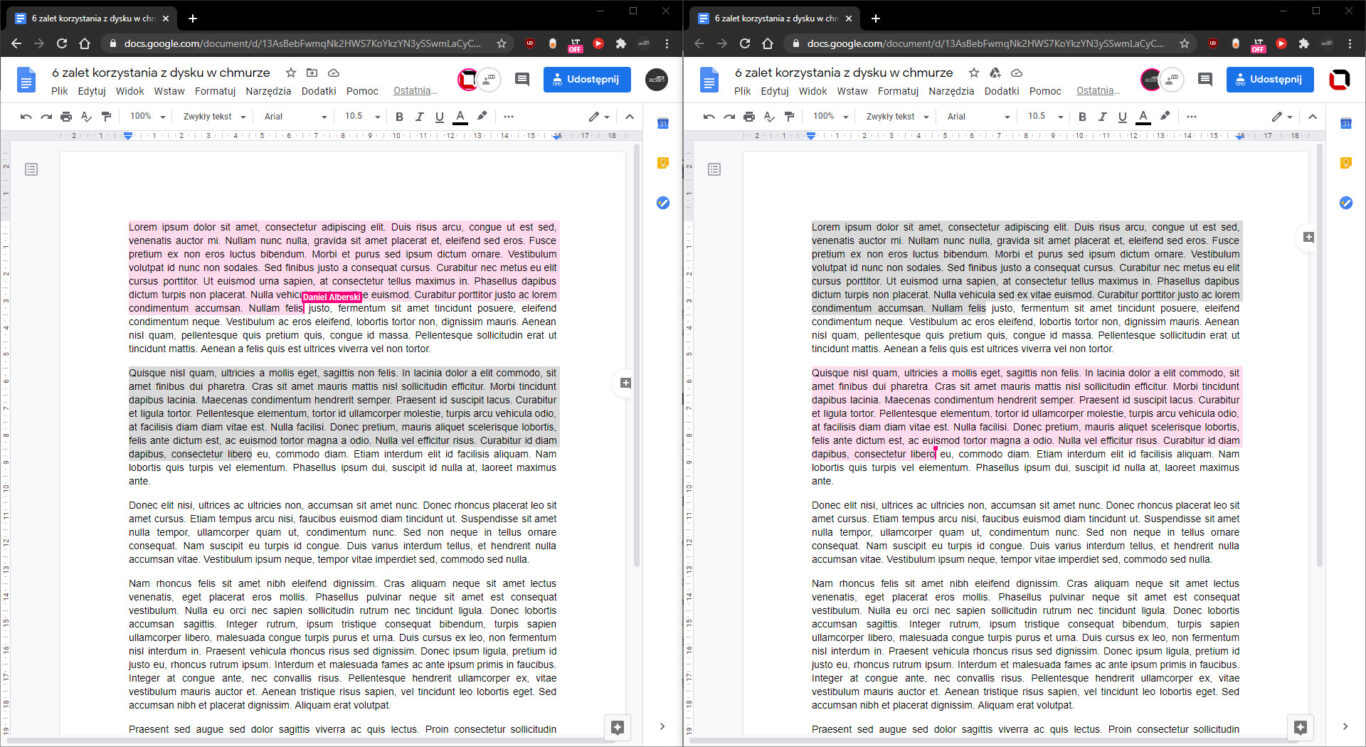 6 zalet korzystania z dysku w chm
docs.google.com/document/d/13AsBebFwmqNk2HWS7KoYkzYN3ySSwmLaCyC...
OFF
6 zalet korzystania z dysku w chmurze
Udostępnij
Plik Edytuj Widok Wstaw Formatuj Narzędzia Dodatki Pomoc Ostatnia...
100% Zwykły tekst Arial 10.5 B I U A
2 1 1 2 3 4 5 6 7 8 9 10 11 12 13 14 15 16 17 18
Lorem ipsum dolor sit amet, consectetur adipiscing elit. Duis risus arcu, congue ut est sed,
venenatis auctor mi. Nullam nunc nulla, gravida sit amet placerat et, eleifend sed eros. Fusce
pretium ex non eros luctus bibendum. Morbi et purus sed ipsum dictum ornare. Vestibulum
volutpat id nunc non sodales. Sed finibus justo a consequat cursus. Curabitur nec metus eu elit
cursus porttitor. Ut euismod urna sapien, at consectetur tellus maximus in. Phasellus dapibus
dictum turpis non placerat. Nulla vehic e euismod. Curabitur porttitor justo ac lorem
Daniel Alberski
condimentum accumsan. Nullam felis justo, fermentum sit amet tincidunt posuere, eleifend
condimentum neque. Vestibulum ac eros eleifend, lobortis tortor non, dignissim mauris. Aenean
nisl quam, pellentesque quis pretium quis, congue id massa. Pellentesque sollicitudin erat ut
tincidunt mattis. Aenean a felis quis est ultrices viverra vel non tortor.
Quisque nisl quam, ultricies a mollis eget, sagittis non felis. In lacinia dolor a elit commodo, sit
amet finibus dui pharetra. Cras sit amet mauris mattis nisl sollicitudin efficitur. Morbi tincidunt
dapibus lacinia. Maecenas condimentum hendrerit semper. Praesent id suscipit lacus. Curabitur
et ligula tortor. Pellentesque elementum, tortor id ullamcorper molestie, turpis arcu vehicula odio,
at facilisis diam diam vitae est. Nulla facilisi. Donec pretium, mauris aliquet scelerisque lobortis,
felis ante dictum est, ac euismod tortor magna a odio. Nulla vel efficitur risus. Curabitur id diam
dapibus, consectetur libero eu, commodo diam. Etiam interdum elit id facilisis aliquam. Nam
lobortis quis turpis vel elementum. Phasellus ipsum dui, suscipit id nulla at, laoreet maximus
ante.
Donec elit nisi, ultrices ac ultricies non, accumsan sit amet nunc. Donec rhoncus placerat leo sit
amet cursus. Etiam tempus arcu nisi, faucibus euismod diam tincidunt ut. Suspendisse sit amet
nulla tempor, ullamcorper quam ut, condimentum nunc. Sed non neque in tellus ornare
consequat. Nam suscipit eu turpis id congue. Duis varius interdum tellus, et hendrerit nulla
accumsan vitae. Vestibulum ipsum neque, tempor vitae imperdiet sed, commodo sed nulla.
Nam rhoncus felis sit amet nibh eleifend dignissim. Cras aliquam neque sit amet lectus
venenatis, eget placerat eros mollis. Phasellus pulvinar neque sit amet est consequat
vestibulum. Nulla eu orci nec sapien sollicitudin rutrum nec tincidunt ligula. Donec lobortis
accumsan sagittis. Integer rutrum, ipsum tristique consequat bibendum, turpis sapien
ullamcorper libero, malesuada congue turpis purus et urna. Duis cursus ex leo, non fermentum
nisl interdum in. Praesent vehicula rhoncus risus sed dignissim. Donec ipsum ligula, pretium id
justo eu, rhoncus rutrum ipsum. Interdum et malesuada fames ac ante ipsum primis in faucibus.
Integer at congue ante, nec convallis risus. Pellentesque hendrerit ullamcorper ex, vitae
vestibulum mauris auctor et. Aenean tristique risus sapien, vel tincidunt leo lobortis eget. Sed
accumsan nibh et placerat dignissim. Aliquam erat volutpat.
Praesent sed augue sed dolor sagittis viverra ac quis lectus. Proin consectetur sollicitudin
6 zalet korzystania z dysku w chm
docs.google.com/document/d/13AsBebFwmqNk2HWS7KoYkzYN3ySSwmLaCyC...
OFF
6 zalet korzystania z dysku w chmurze
Udostępnij
Plik Edytuj Widok Wstaw Formatuj Narzędzia Dodatki Pomoc Ostatnia...
100% Zwykły tekst Arial 10.5 B I U A
2 1 1 2 3 4 5 6 7 8 9 10 11 12 13 14 15 16 17 18
Lorem ipsum dolor sit amet, consectetur adipiscing elit. Duis risus arcu, congue ut est sed,
venenatis auctor mi. Nullam nunc nulla, gravida sit amet placerat et, eleifend sed eros. Fusce
pretium ex non eros luctus bibendum. Morbi et purus sed ipsum dictum ornare. Vestibulum
volutpat id nunc non sodales. Sed finibus justo a consequat cursus. Curabitur nec metus eu elit
cursus porttitor. Ut euismod urna sapien, at consectetur tellus maximus in. Phasellus dapibus
dictum turpis non placerat. Nulla vehicula sed ex vitae euismod. Curabitur porttitor justo ac lorem
condimentum accumsan. Nullam felis justo, fermentum sit amet tincidunt posuere, eleifend
condimentum neque. Vestibulum ac eros eleifend, lobortis tortor non, dignissim mauris. Aenean
nisl quam, pellentesque quis pretium quis, congue id massa. Pellentesque sollicitudin erat ut
tincidunt mattis. Aenean a felis quis est ultrices viverra vel non tortor.
Quisque nisl quam, ultricies a mollis eget, sagittis non felis. In lacinia dolor a elit commodo, sit
amet finibus dui pharetra. Cras sit amet mauris mattis nisl sollicitudin efficitur. Morbi tincidunt
dapibus lacinia. Maecenas condimentum hendrerit semper. Praesent id suscipit lacus. Curabitur
et ligula tortor. Pellentesque elementum, tortor id ullamcorper molestie, turpis arcu vehicula odio,
at facilisis diam diam vitae est. Nulla facilisi. Donec pretium, mauris aliquet scelerisque lobortis,
felis ante dictum est, ac euismod tortor magna a odio. Nulla vel efficitur risus. Curabitur id diam
dapibus, consectetur libero eu, commodo diam. Etiam interdum elit id facilisis aliquam. Nam
lobortis quis turpis vel elementum. Phasellus ipsum dui, suscipit id nulla at, laoreet maximus
ante.
Donec elit nisi, ultrices ac ultricies non, accumsan sit amet nunc. Donec rhoncus placerat leo sit
amet cursus. Etiam tempus arcu nisi, faucibus euismod diam tincidunt ut. Suspendisse sit amet
nulla tempor, ullamcorper quam ut, condimentum nunc. Sed non neque in tellus ornare
consequat. Nam suscipit eu turpis id congue. Duis varius interdum tellus, et hendrerit nulla
accumsan vitae. Vestibulum ipsum neque, tempor vitae imperdiet sed, commodo sed nulla.
Nam rhoncus felis sit amet nibh eleifend dignissim. Cras aliquam neque sit amet lectus
venenatis, eget placerat eros mollis. Phasellus pulvinar neque sit amet est consequat
vestibulum. Nulla eu orci nec sapien sollicitudin rutrum nec tincidunt ligula. Donec lobortis
accumsan sagittis. Integer rutrum, ipsum tristique consequat bibendum, turpis sapien
ullamcorper libero, malesuada congue turpis purus et urna. Duis cursus ex leo, non fermentum
nisl interdum in. Praesent vehicula rhoncus risus sed dignissim. Donec ipsum ligula, pretium id
justo eu, rhoncus rutrum ipsum. Interdum et malesuada fames ac ante ipsum primis in faucibus.
Integer at congue ante, nec convallis risus. Pellentesque hendrerit ullamcorper ex, vitae
vestibulum mauris auctor et. Aenean tristique risus sapien, vel tincidunt leo lobortis eget. Sed
accumsan nibh et placerat dignissim. Aliquam erat volutpat.
Praesent sed augue sed dolor sagittis viverra ac quis lectus. Proin consectetur sollicitudin